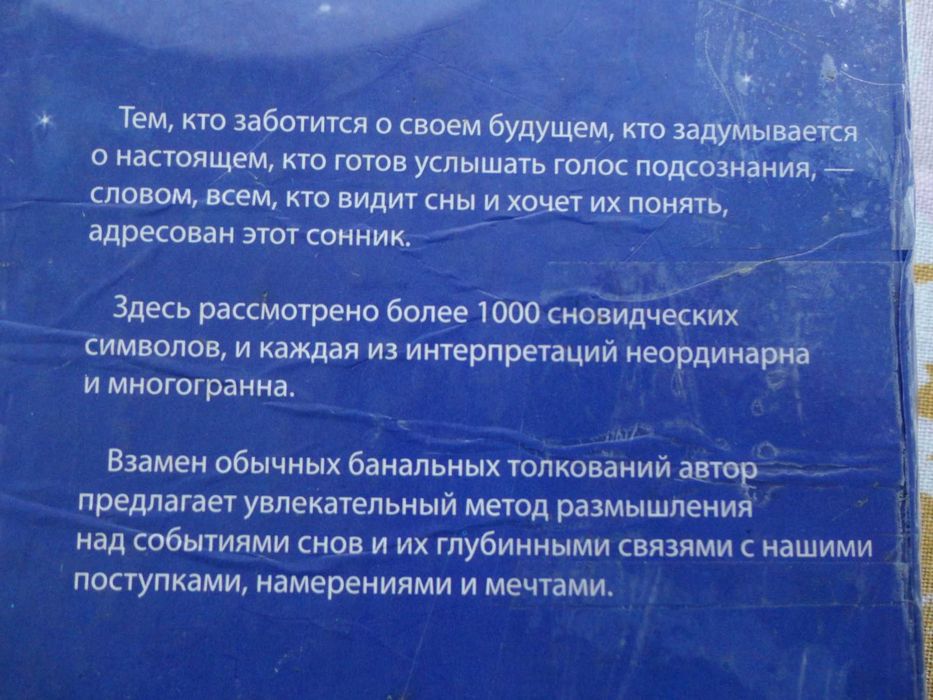 Тем, кто заботится о своем будущем, кто задумывается
о настоящем, кто готов услышать голос подсознания, —
словом, всем, кто видит сны и хочет их понять,
адресован этот сонник.
Здесь рассмотрено более 1000 сновидческих
символов, и каждая из интерпретаций неординарна
и многогранна.
Взамен обычных банальных толкований автор
предлагает увлекательный метод размышления
над событиями снов и их глубинными связями с нашими
поступками, намерениями и мечтами.